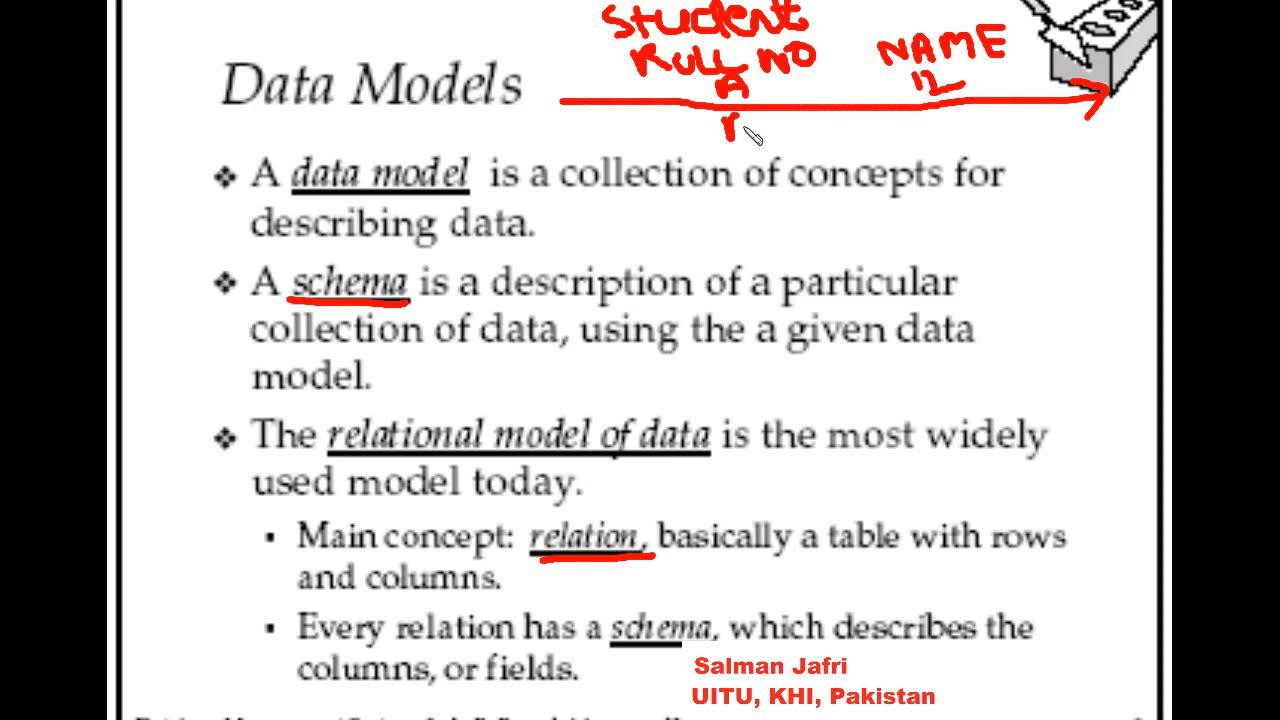 Student
ROLL NO NAME
A 12
r
Data Models
❖ A data model is a collection of concepts for
describing data.
❖ A schema is a description of a particular
collection of data, using the a given data
model.
❖ The relational model of data is the most widely
used model today.
▪ Main concept: relation, basically a table with rows
and columns.
▪ Every relation has a schema, which describes the
columns, or fields.
Salman Jafri
UITU, KHI, Pakistan